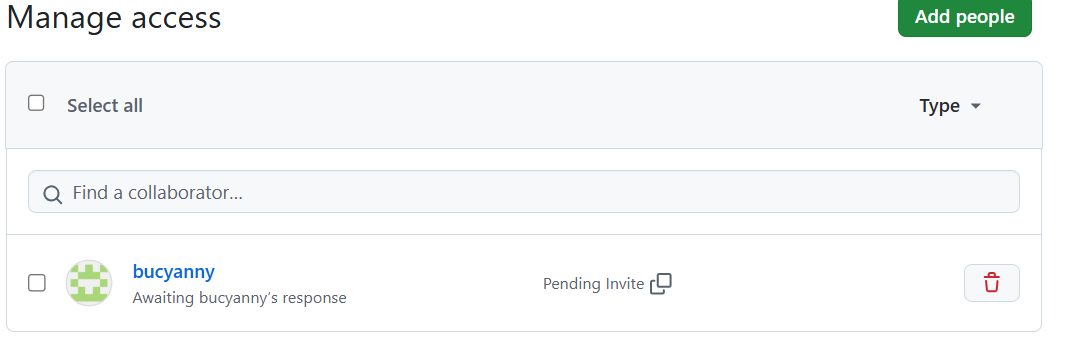 Manage access
Add people
Select all
Type
Find a collaborator...
bucyanny
Awaiting bucyanny's response
Pending Invite